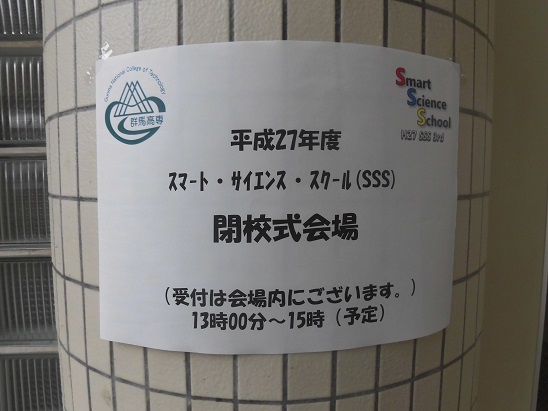 Gunma National College of Technology
群馬高専
Smart
Science
School
H27 SSS 3rd
平成27年度
スマート・サイエンス・スクール(SSS)
閉校式会場
(受付は会場内にございます。)
13時00分～15時(予定)